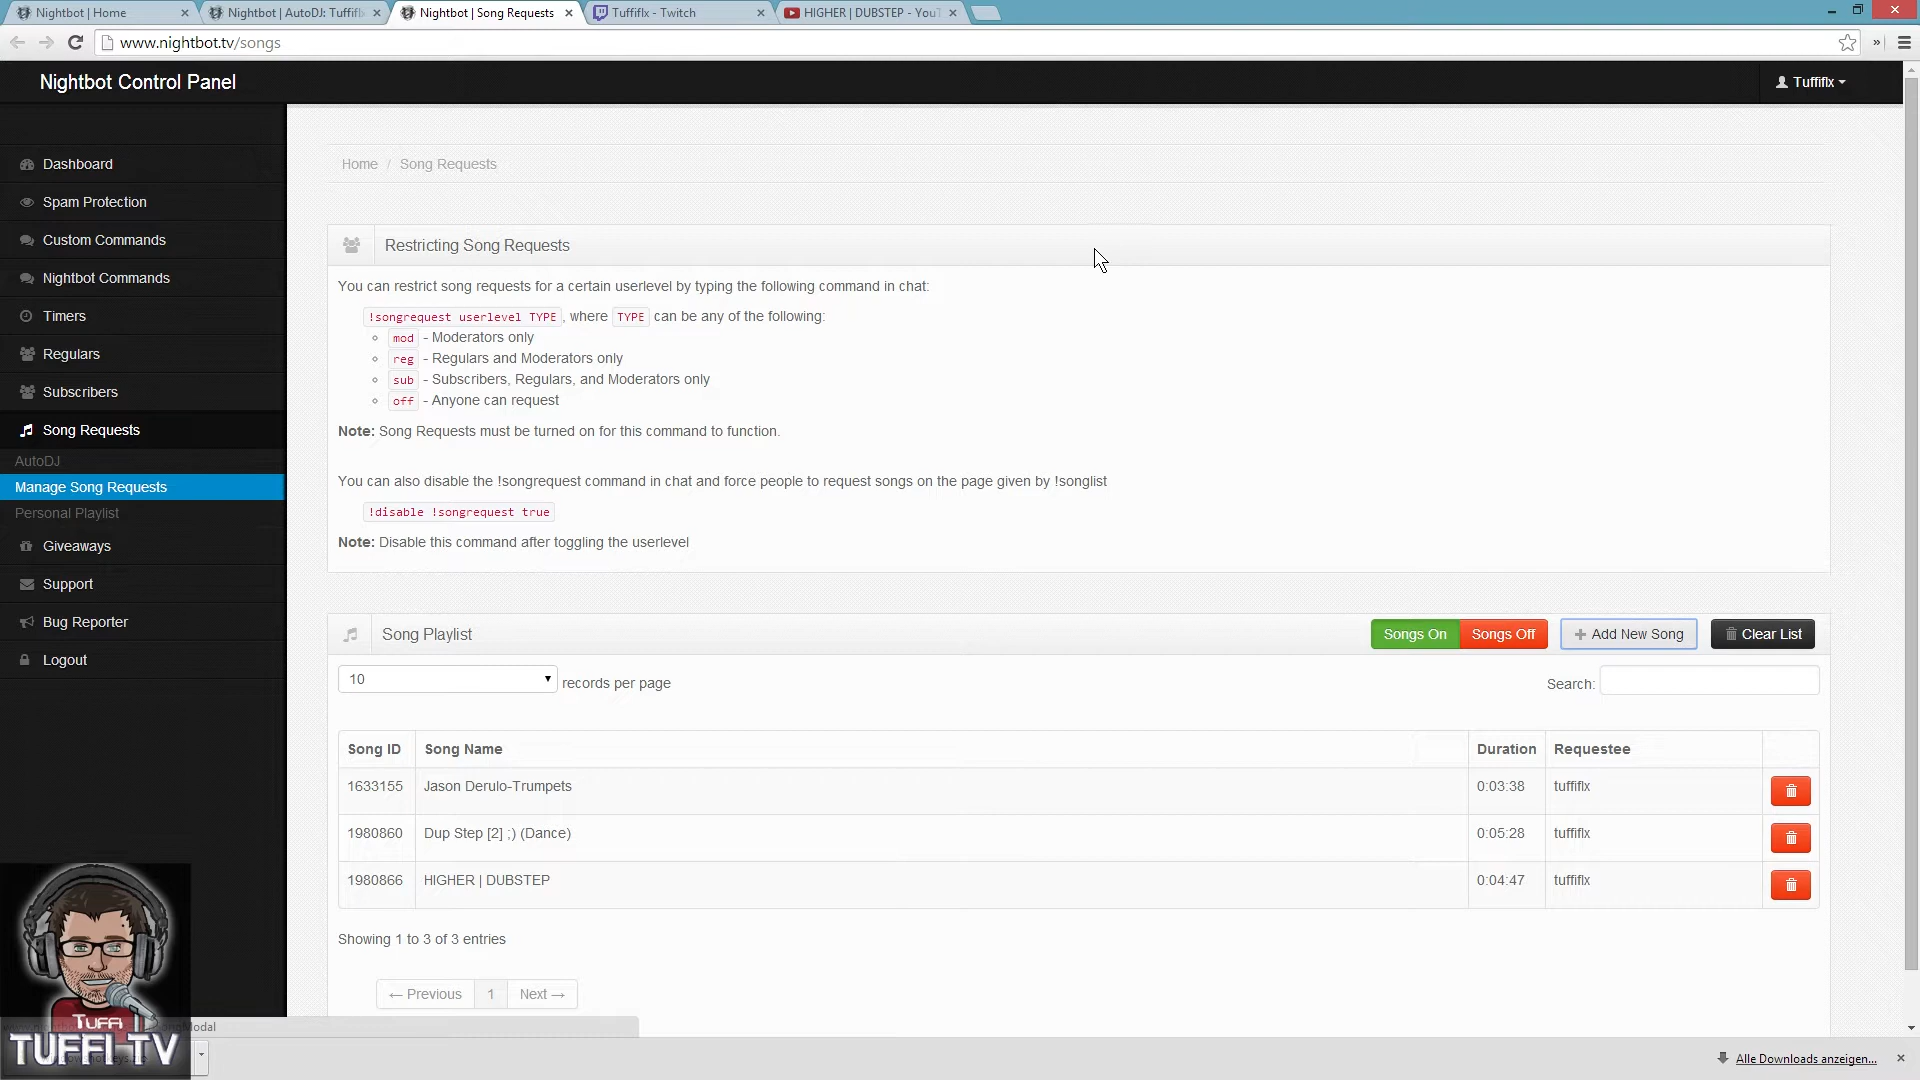 Nightbot | Home
Nightbot | AutoDJ: Tuffifl
Nightbot | Song Requests
Tuffiflx - Twitch
HIGHER | DUBSTEP - YouT
www.nightbot.tv/songs
Nightbot Control Panel
Tuffiflx
Dashboard
Spam Protection
Custom Commands
Nightbot Commands
Timers
Regulars
Subscribers
Song Requests
AutoDJ
Manage Song Requests
Personal Playlist
Giveaways
Support
Bug Reporter
Logout
Home / Song Requests
Restricting Song Requests
You can restrict song requests for a certain userlevel by typing the following command in chat:
!songrequest userlevel TYPE, where TYPE can be any of the following:
mod - Moderators only
reg - Regulars and Moderators only
sub - Subscribers, Regulars, and Moderators only
off - Anyone can request
Note: Song Requests must be turned on for this command to function.
You can also disable the !songrequest command in chat and force people to request songs on the page given by !songlist
!disable !songrequest true
Note: Disable this command after toggling the userlevel
Song Playlist
Songs On Songs Off + Add New Song Clear List
10 records per page
Search:
Song ID Song Name Duration Requestee
1633155 Jason Derulo-Trumpets 0:03:38 tuffiflx
1980860 Dup Step [2] ;) (Dance) 0:05:28 tuffiflx
1980866 HIGHER | DUBSTEP 0:04:47 tuffiflx
Showing 1 to 3 of 3 entries
← Previous 1 Next →
TUFFI
TUFFI TV
Alle Downloads anzeigen...